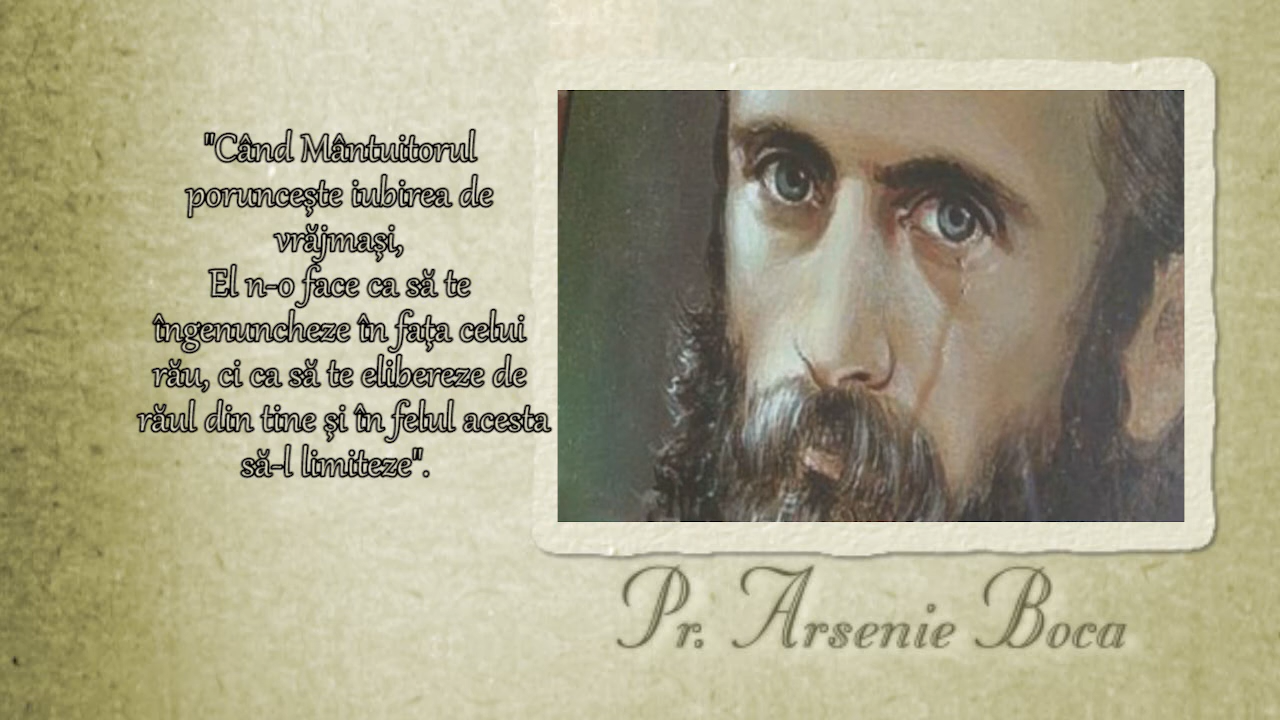 "Când Mântuitorul
poruncește iubirea de
vrăjmași,
El n-o face ca să te
îngenuncheze în fața celui
rău, ci ca să te elibereze de
răul din tine și în felul acesta
să-l limiteze".
Pr. Arsenie Boca